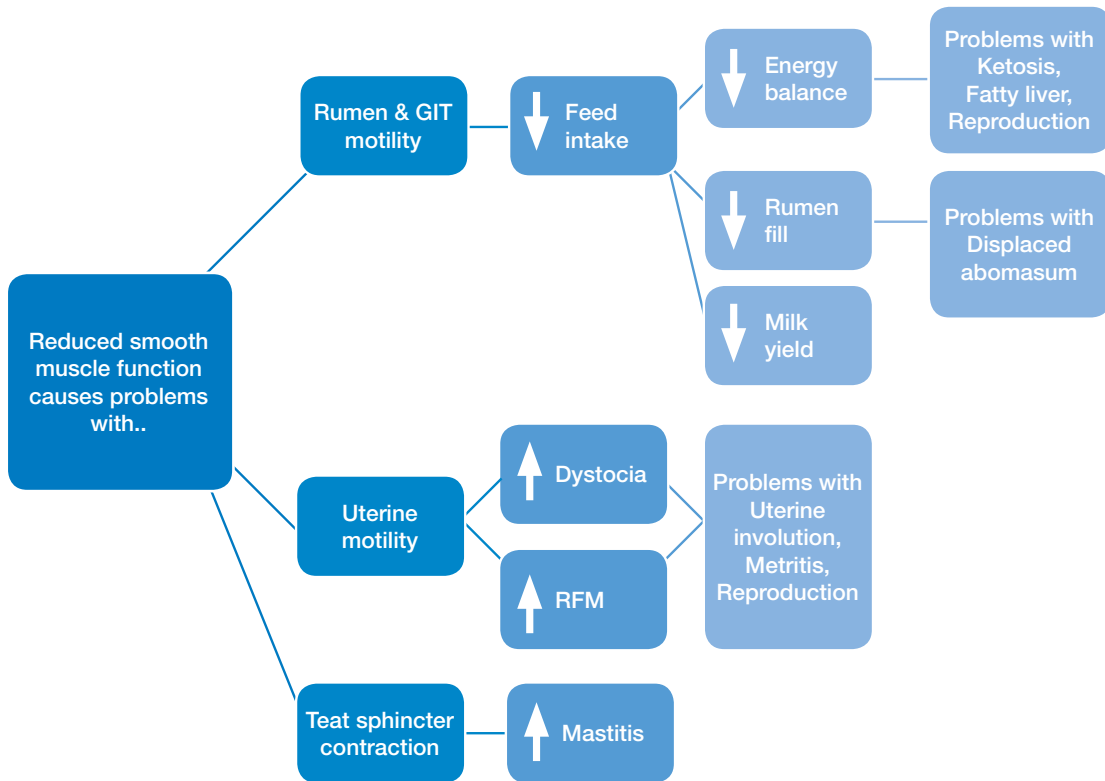 Reduced smooth
muscle function
causes problems
with..
Rumen & GIT
motility
Feed
intake
Energy
balance
Problems with
Ketosis,
Fatty liver,
Reproduction
Rumen
fill
Problems with
Displaced
abomasum
Milk
yield
Uterine
motility
Dystocia
RFM
Problems with
Uterine
involution,
Metritis,
Reproduction
Teat sphincter
contraction
Mastitis